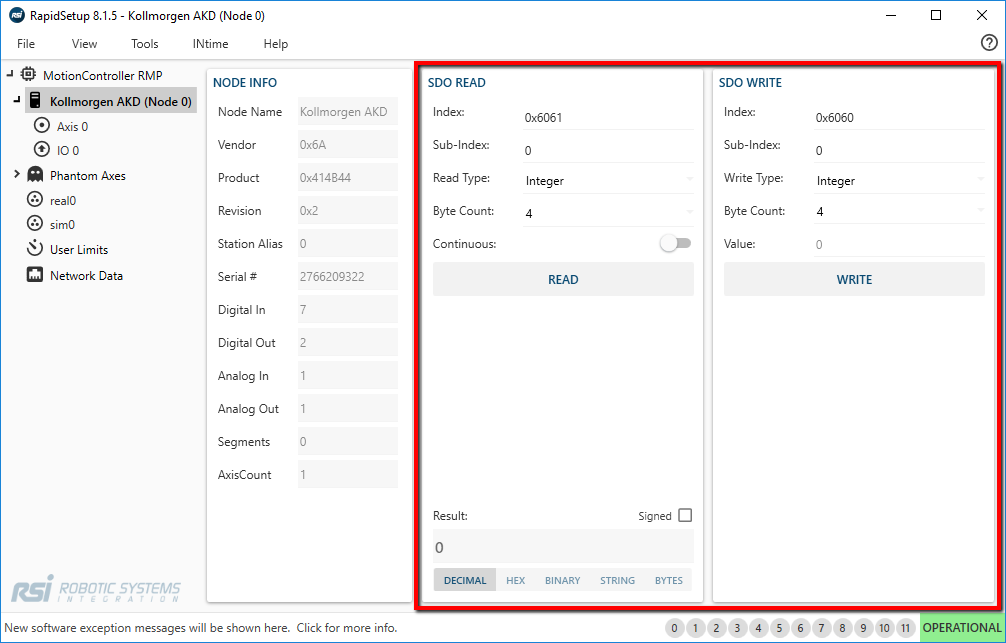 RSI RapidSetup 8.1.5 - Kollmorgen AKD (Node 0)
File View Tools INtime Help ?
MotionController RMP
Kollmorgen AKD (Node 0)
Axis 0
IO 0
Phantom Axes
real0
sim0
User Limits
Network Data
RSI ROBOTIC SYSTEMS
INTEGRATION
NODE INFO
Node Name Kollmorgen AKD
Vendor 0x6A
Product 0x414B44
Revision 0x2
Station Alias 0
Serial # 2766209322
Digital In 7
Digital Out 2
Analog In 1
Analog Out 1
Segments 0
AxisCount 1
SDO READ
Index: 0x6061
Sub-Index: 0
Read Type: Integer
Byte Count: 4
Continuous:
READ
Result: Signed
0
DECIMAL HEX BINARY STRING BYTES
SDO WRITE
Index: 0x6060
Sub-Index: 0
Write Type: Integer
Byte Count: 4
Value: 0
WRITE
New software exception messages will be shown here. Click for more info. 0 1 2 3 4 5 6 7 8 9 10 11 OPERATIONAL